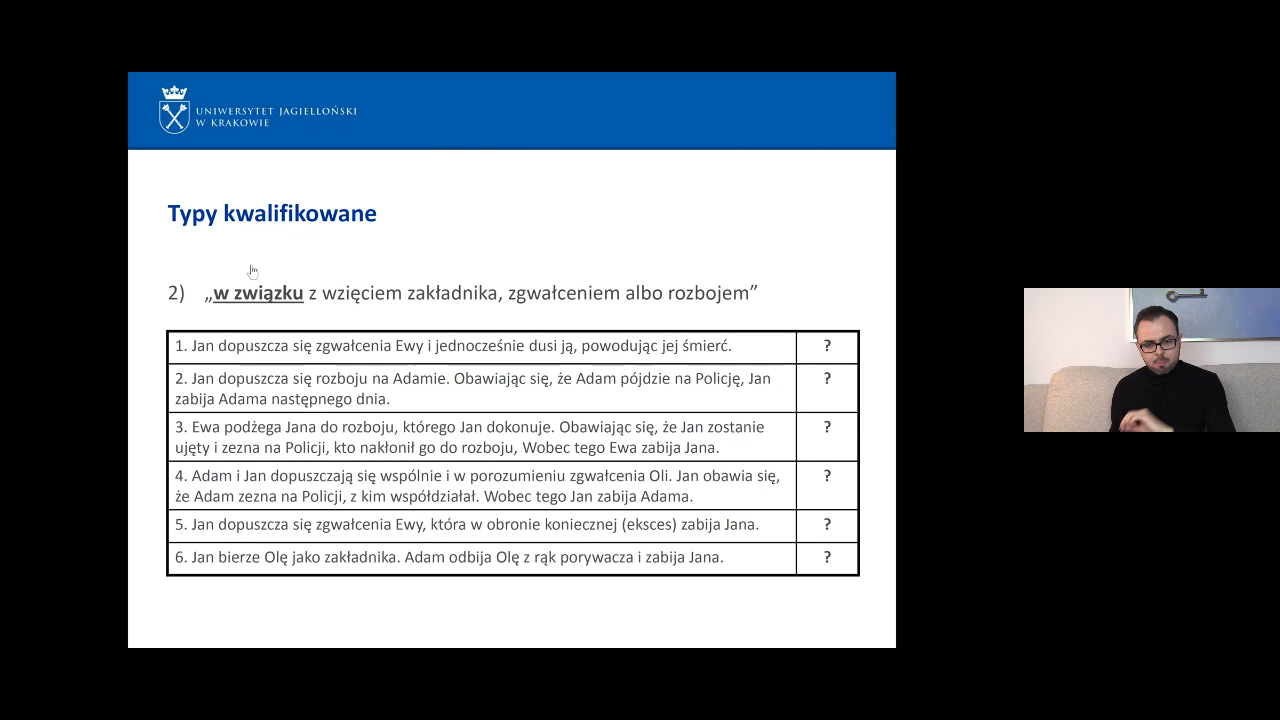 UNIWERSYTET JAGIELLOŃSKI
W KRAKOWIE
Typy kwalifikowane
2) „w związku z wzięciem zakładnika, zgwałceniem albo rozbojem”
1. Jan dopuszcza się zgwałcenia Ewy i jednocześnie dusi ją, powodując jej śmierć. ?
2. Jan dopuszcza się rozboju na Adamie. Obawiając się, że Adam pójdzie na Policję, Jan ?
zabija Adama następnego dnia.
3. Ewa podżega Jana do rozboju, którego Jan dokonuje. Obawiając się, że Jan zostanie ?
ujęty i zezna na Policji, kto nakłonił go do rozboju, Wobec tego Ewa zabija Jana.
4. Adam i Jan dopuszczają się wspólnie i w porozumieniu zgwałcenia Oli. Jan obawia się, ?
że Adam zezna na Policji, z kim współdziałał. Wobec tego Jan zabija Adama.
5. Jan dopuszcza się zgwałcenia Ewy, która w obronie koniecznej (eksces) zabija Jana. ?
6. Jan bierze Olę jako zakładnika. Adam odbija Olę z rąk porywacza i zabija Jana. ?